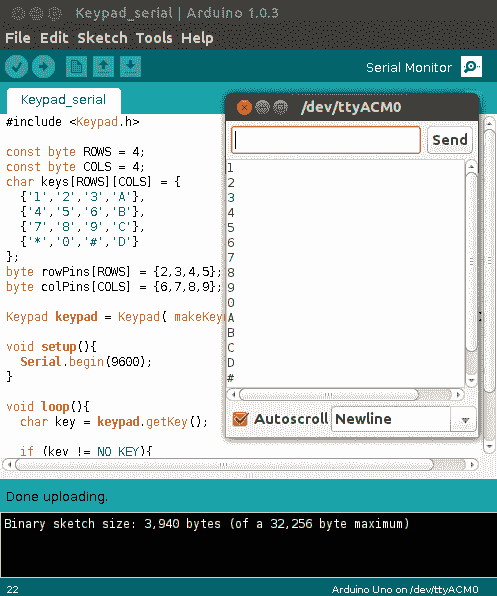 Keypad_serial | Arduino 1.0.3
File Edit Sketch Tools Help
Serial Monitor
Keypad_serial
#include <Keypad.h>
const byte ROWS = 4;
const byte COLS = 4;
char keys[ROWS][COLS] = {
{'1','2','3','A'},
{'4','5','6','B'},
{'7','8','9','C'},
{'*','0','#','D'}
};
byte rowPins[ROWS] = {2,3,4,5};
byte colPins[COLS] = {6,7,8,9};
Keypad keypad = Keypad( makeKey
void setup(){
Serial.begin(9600);
}
void loop(){
char key = keypad.getKey();
if (key != NO_KEY){
/dev/ttyACM0
Send
1
2
3
4
5
6
7
8
9
0
A
B
C
D
#
Autoscroll
Newline
Done uploading.
Binary sketch size: 3,940 bytes (of a 32,256 byte maximum)
22
Arduino Uno on /dev/ttyACM0